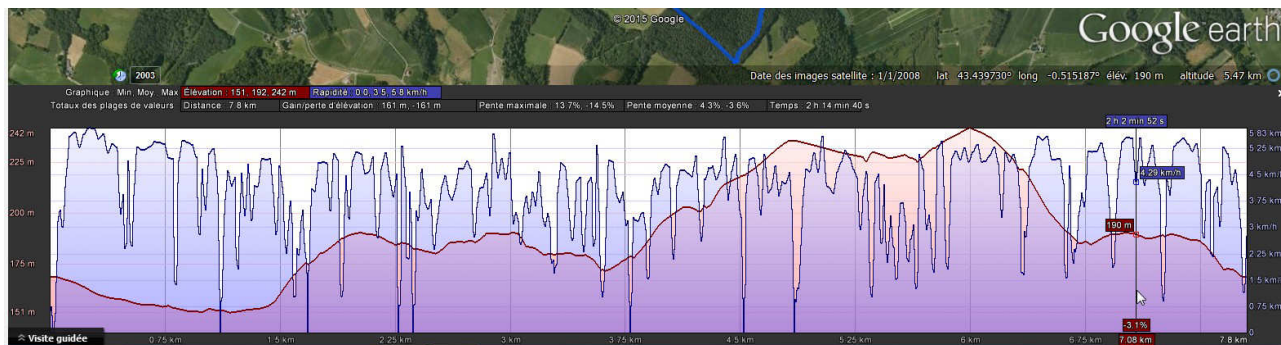 © 2015 Google
Google earth
2003
Date des images satellite : 1/1/2008 lat 43.439730° long -0.515187° élév. 190 m altitude 5.47 km
Graphique : Min, Moy, Max Élévation : 151, 192, 242 m Rapidité : 0.0, 3.5, 5.8 km/h
Totaux des plages de valeurs : Distance : 7.8 km Gain/perte d'élévation : 161 m, -161 m Pente maximale : 13.7%, -14.5% Pente moyenne : 4.3%, -3.6% Temps : 2 h 14 min 40 s
2 h 2 min 52 s
242 m
5.83 km/h
225 m
5.25 km/h
4.29 km/h
4.5 km/h
200 m
3.75 km/h
190 m
3 km/h
175 m
2.25 km/h
1.5 km/h
151 m
0.75 km/h
-3.1%
0
Visite guidée
0.75 km
1.5 km
2.25 km
3 km
3.75 km
4.5 km
5.25 km
6 km
6.75 km
7.08 km
7.8 km